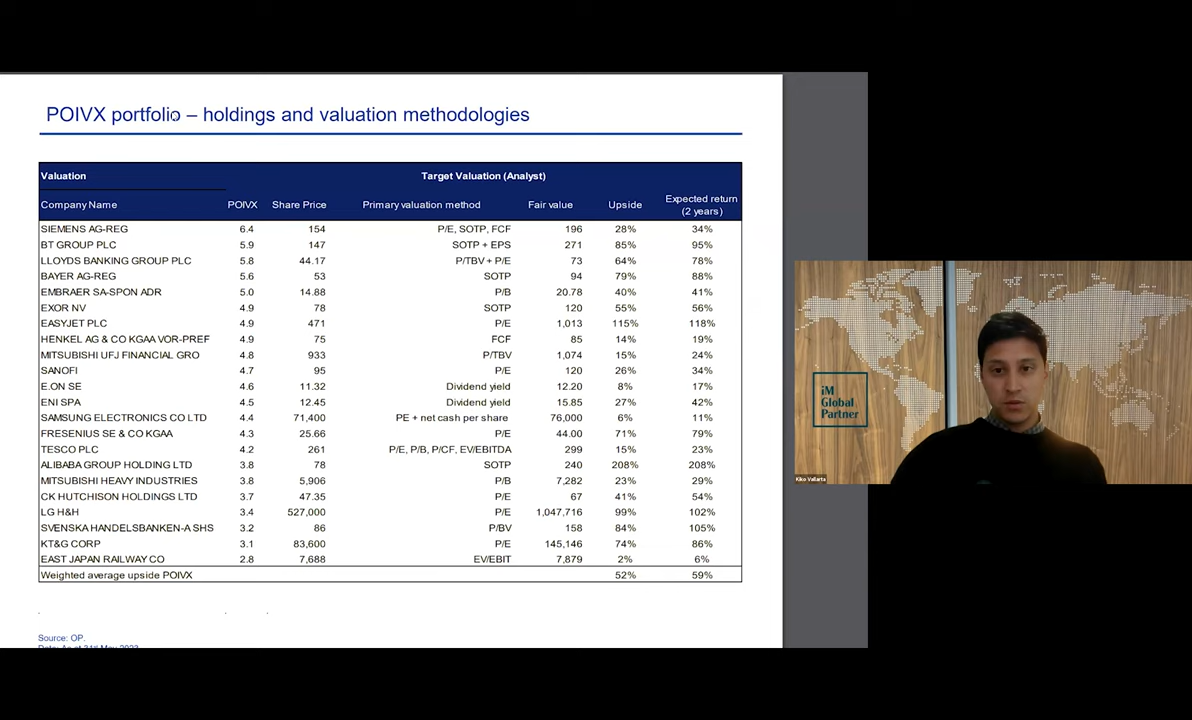 POIVX portfolio – holdings and valuation methodologies
Valuation Target Valuation (Analyst)
Company Name POIVX Share Price Primary valuation method Fair value Upside Expected return (2 years)
SIEMENS AG-REG 6.4 154 P/E, SOTP, FCF 196 28% 34%
BT GROUP PLC 5.9 147 SOTP + EPS 271 85% 95%
LLOYDS BANKING GROUP PLC 5.8 44.17 P/TBV + P/E 73 64% 78%
BAYER AG-REG 5.6 53 SOTP 94 79% 88%
EMBRAER SA-SPON ADR 5.0 14.88 P/B 20.78 40% 41%
EXOR NV 4.9 78 SOTP 120 55% 56%
EASYJET PLC 4.9 471 P/E 1,013 115% 118%
HENKEL AG & CO KGAA VOR-PREF 4.9 75 FCF 85 14% 19%
MITSUBISHI UFJ FINANCIAL GRO 4.8 933 P/TBV 1,074 15% 24%
SANOFI 4.7 95 P/E 120 26% 34%
E.ON SE 4.6 11.32 Dividend yield 12.20 8% 17%
ENI SPA 4.5 12.45 Dividend yield 15.85 27% 42%
SAMSUNG ELECTRONICS CO LTD 4.4 71,400 PE + net cash per share 76,000 6% 11%
FRESENIUS SE & CO KGAA 4.3 25.66 P/E 44.00 71% 79%
TESCO PLC 4.2 261 P/E, P/B, P/CF, EV/EBITDA 299 15% 23%
ALIBABA GROUP HOLDING LTD 3.8 78 SOTP 240 208% 208%
MITSUBISHI HEAVY INDUSTRIES 3.8 5,906 P/B 7,282 23% 29%
CK HUTCHISON HOLDINGS LTD 3.7 47.35 P/E 67 41% 54%
LG H&H 3.4 527,000 P/E 1,047,716 99% 102%
SVENSKA HANDELSBANKEN-A SHS 3.2 86 P/BV 158 84% 105%
KT&G CORP 3.1 83,600 P/E 145,146 74% 86%
EAST JAPAN RAILWAY CO 2.8 7,688 EV/EBIT 7,879 2% 6%
Weighted average upside POIVX 52% 59%
Source: OP.
Data: As at 31st May 2023
iM
Global
Partner
Kiko Vallarta